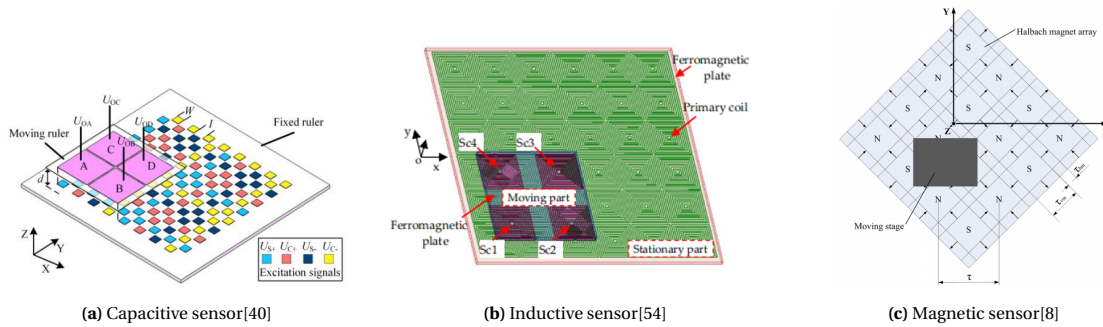 U_OC
U_OA
Moving ruler
U_OB
U_OD
W
I
Fixed ruler
C
A
D
B
d
Z
Y
X
U_S+ U_C+ U_S- U_C-
Excitation signals
(a) Capacitive sensor[40]
Ferromagnetic
plate
Primary coil
Sc4
Sc3
y
o
x
Moving part
Ferromagnetic
plate
Sc1
Sc2
Stationary part
(b) Inductive sensor[54]
Y
Halbach magnet array
S
N
N
S
S
S
N
N
N
N
Z
S
S
N
N
S
Moving stage
τ
(c) Magnetic sensor[8]